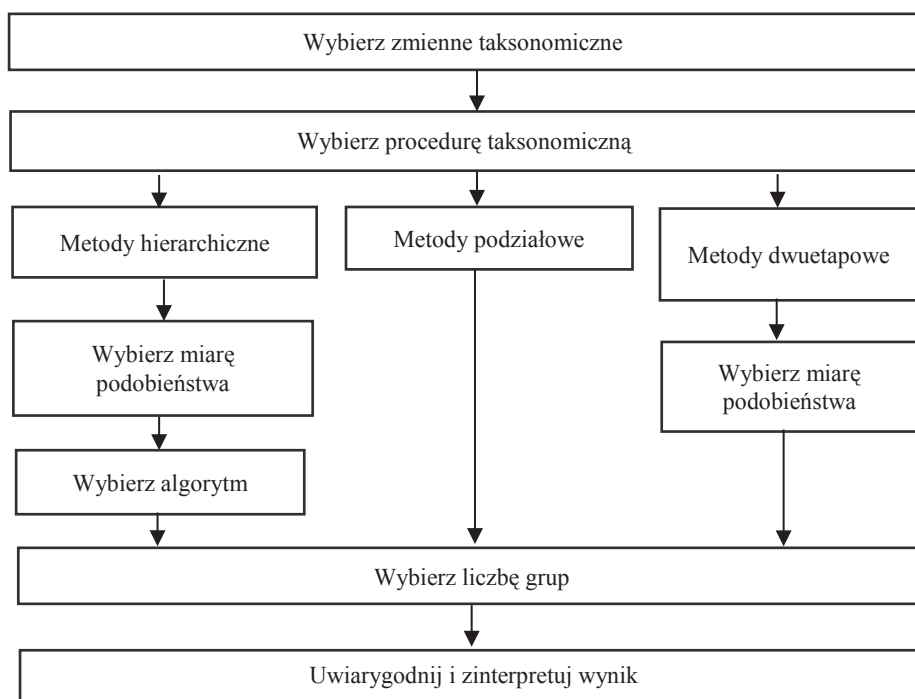 Wybierz zmienne taksonomiczne
Wybierz procedurę taksonomiczną
Metody hierarchiczne
Metody podziałowe
Metody dwuetapowe
Wybierz miarę
podobieństwa
Wybierz miarę
podobieństwa
Wybierz algorytm
Wybierz liczbę grup
Uwiarygodnij i zinterpretuj wynik